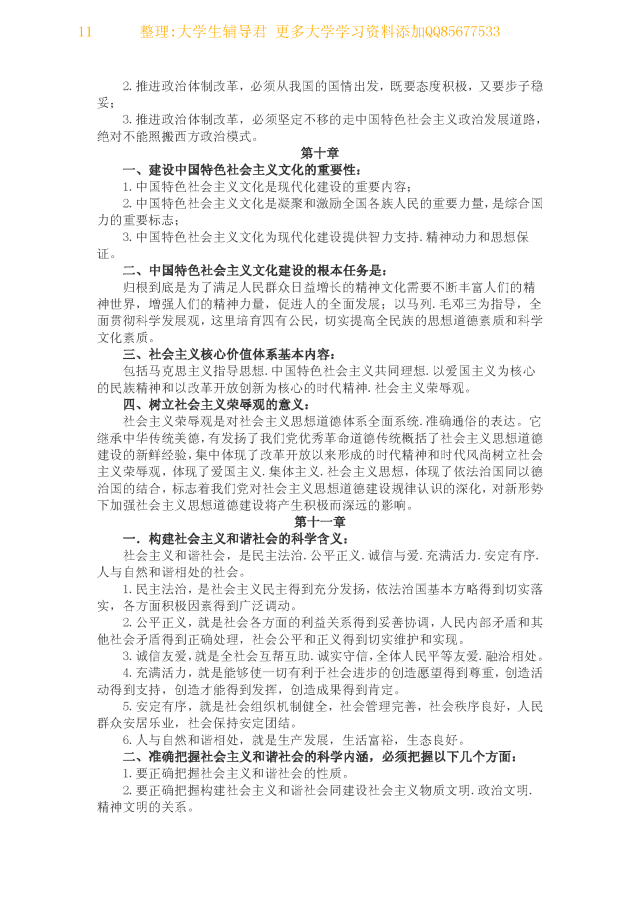 11 整理:大学生辅导君 更多大学学习资料添加QQ85677533
2.推进政治体制改革，必须从我国的国情出发，既要态度积极，又要步子稳
妥；
3.推进政治体制改革，必须坚定不移的走中国特色社会主义政治发展道路，
绝对不能照搬西方政治模式。
第十章
一、建设中国特色社会主义文化的重要性：
1.中国特色社会主义文化是现代化建设的重要内容；
2.中国特色社会主义文化是凝聚和激励全国各族人民的重要力量，是综合国
力的重要标志；
3.中国特色社会主义文化为现代化建设提供智力支持.精神动力和思想保
证。
二、中国特色社会主义文化建设的根本任务是：
归根到底是为了满足人民群众日益增长的精神文化需要不断丰富人们的精
神世界，增强人们的精神力量，促进人的全面发展；以马列.毛邓三为指导，全
面贯彻科学发展观，这里培育四有公民，切实提高全民族的思想道德素质和科学
文化素质。
三、社会主义核心价值体系基本内容：
包括马克思主义指导思想.中国特色社会主义共同理想.以爱国主义为核心
的民族精神和以改革开放创新为核心的时代精神.社会主义荣辱观。
四、树立社会主义荣辱观的意义：
社会主义荣辱观是对社会主义思想道德体系全面系统.准确通俗的表达。它
继承中华传统美德，有发扬了我们党优秀革命道德传统概括了社会主义思想道德
建设的新鲜经验，集中体现了改革开放以来形成的时代精神和时代风尚树立社会
主义荣辱观，体现了爱国主义.集体主义.社会主义思想，体现了依法治国同以德
治国的结合，标志着我们党对社会主义思想道德建设规律认识的深化，对新形势
下加强社会主义思想道德建设将产生积极而深远的影响。
第十一章
一．构建社会主义和谐社会的科学含义：
社会主义和谐社会，是民主法治.公平正义.诚信与爱.充满活力.安定有序.
人与自然和谐相处的社会。
1.民主法治，是社会主义民主得到充分发扬，依法治国基本方略得到切实落
实，各方面积极因素得到广泛调动。
2.公平正义，就是社会各方面的利益关系得到妥善协调，人民内部矛盾和其
他社会矛盾得到正确处理，社会公平和正义得到切实维护和实现。
3.诚信友爱，就是全社会互帮互助.诚实守信，全体人民平等友爱.融洽相处。
4.充满活力，就是能够使一切有利于社会进步的创造愿望得到尊重，创造活
动得到支持，创造才能得到发挥，创造成果得到肯定。
5.安定有序，就是社会组织机制健全，社会管理完善，社会秩序良好，人民
群众安居乐业，社会保持安定团结。
6.人与自然和谐相处，就是生产发展，生活富裕，生态良好。
二、准确把握社会主义和谐社会的科学内涵，必须把握以下几个方面：
1.要正确把握社会主义和谐社会的性质。
2.要正确把握构建社会主义和谐社会同建设社会主义物质文明.政治文明.
精神文明的关系。